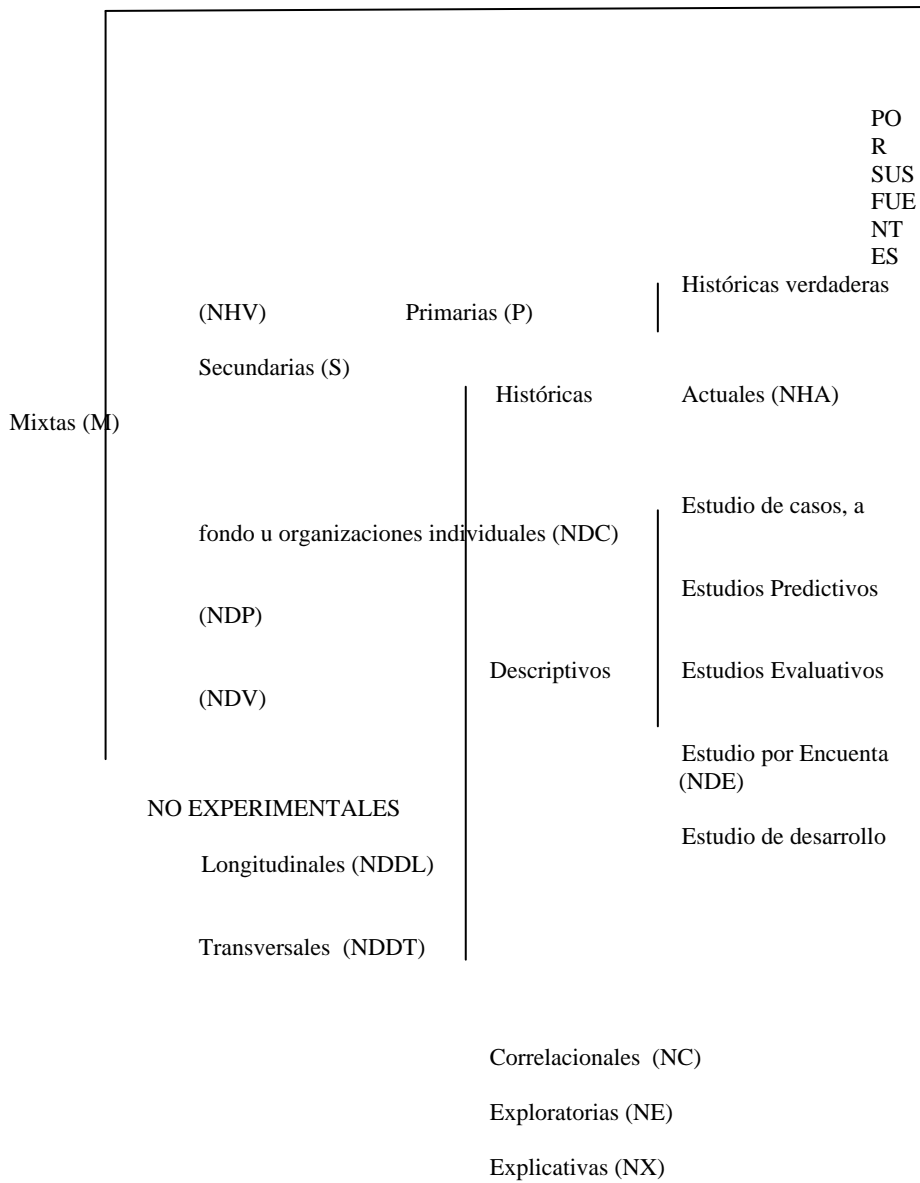 PO
R
SUS
FUE
NT
ES
Históricas verdaderas
(NHV) Primarias (P)
Secundarias (S)
Históricas Actuales (NHA)
Mixtas (M)
Estudio de casos, a
fondo u organizaciones individuales (NDC)
Estudios Predictivos
(NDP)
Descriptivos Estudios Evaluativos
(NDV)
Estudio por Encuenta
(NDE)
NO EXPERIMENTALES
Estudio de desarrollo
Longitudinales (NDDL)
Transversales (NDDT)
Correlacionales (NC)
Exploratorias (NE)
Explicativas (NX)